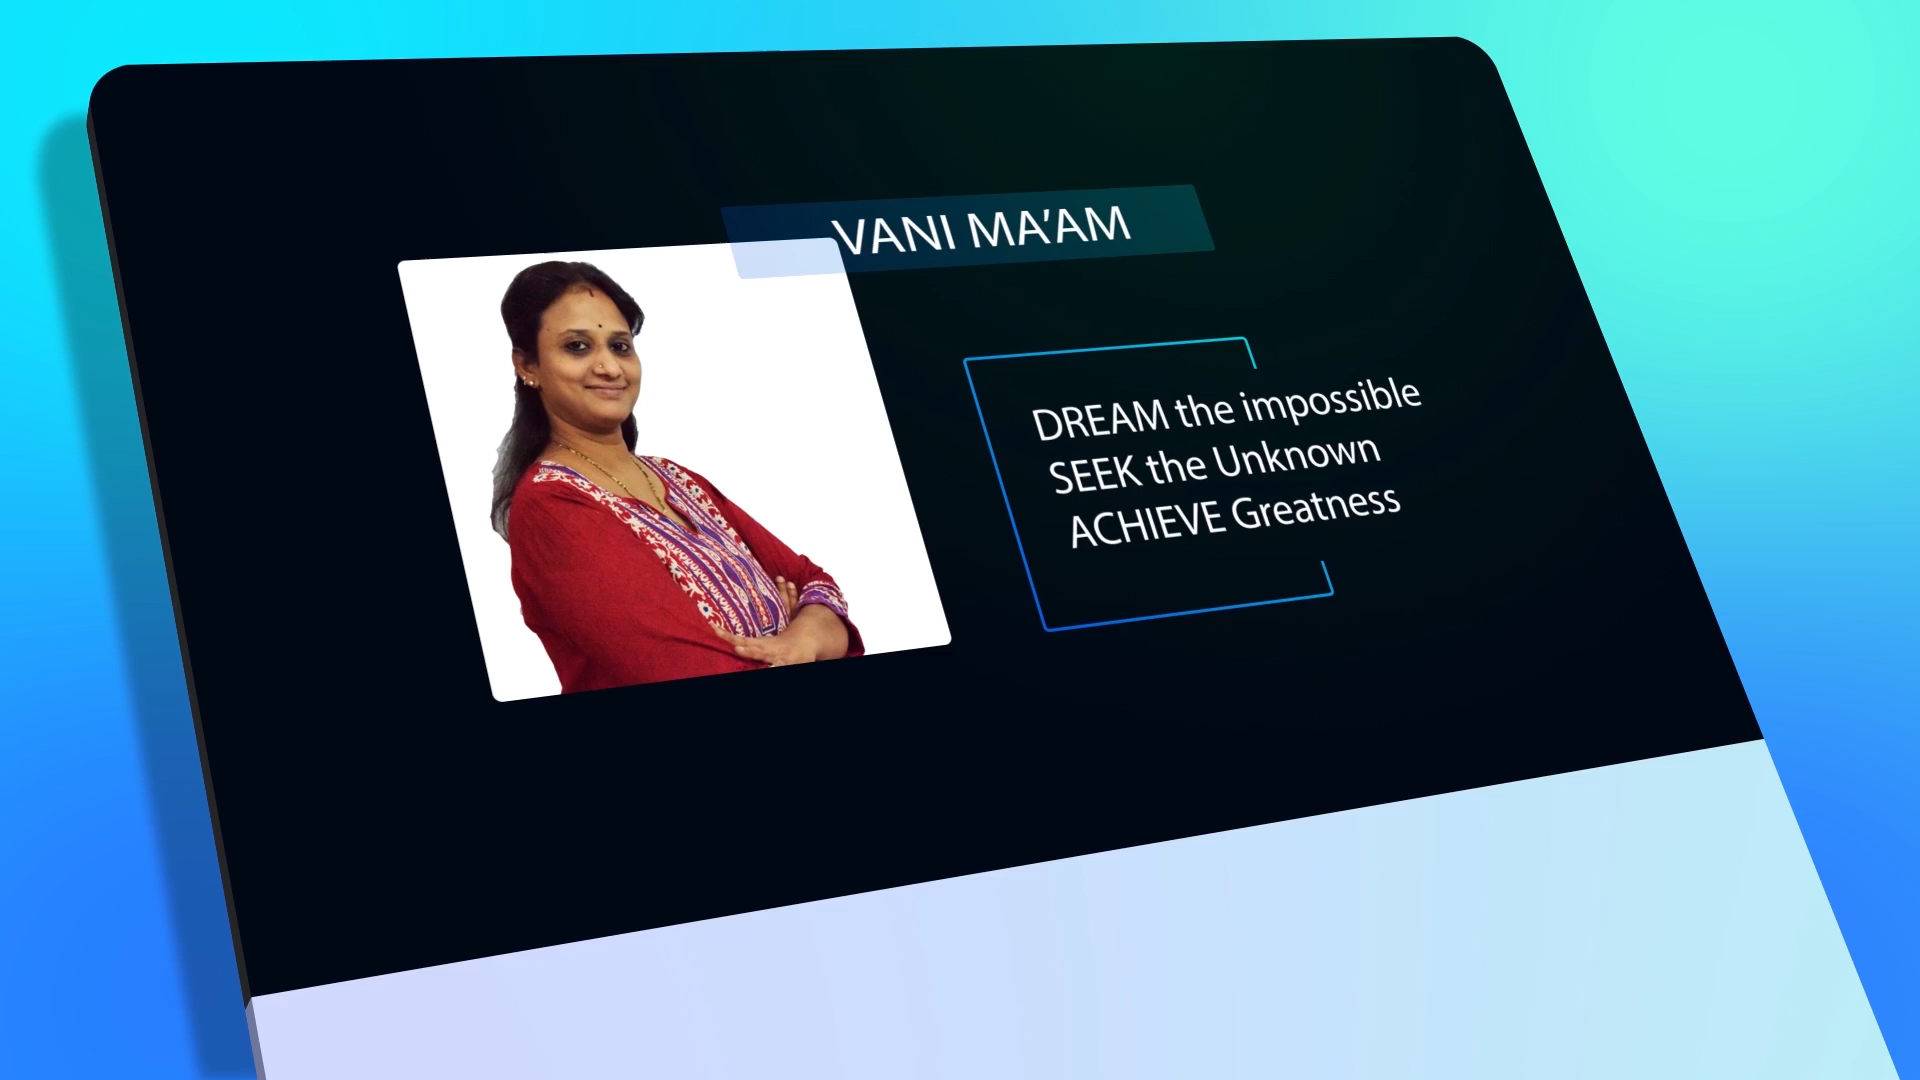 VANI MA’AM
DREAM the impossible
SEEK the Unknown
ACHIEVE Greatness